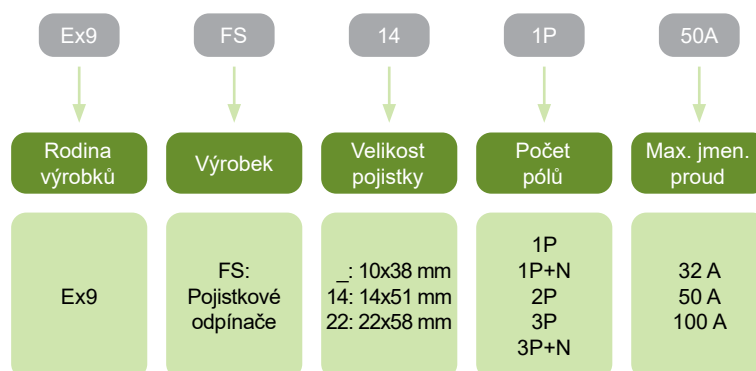 Ex9 FS 14 1P 50A
Rodina
výrobků
Výrobek
Velikost
pojistky
Počet
pólů
Max. jmen.
proud
Ex9
FS:
Pojistkové
odpínače
_: 10x38 mm
14: 14x51 mm
22: 22x58 mm
1P
1P+N
2P
3P
3P+N
32 A
50 A
100 A